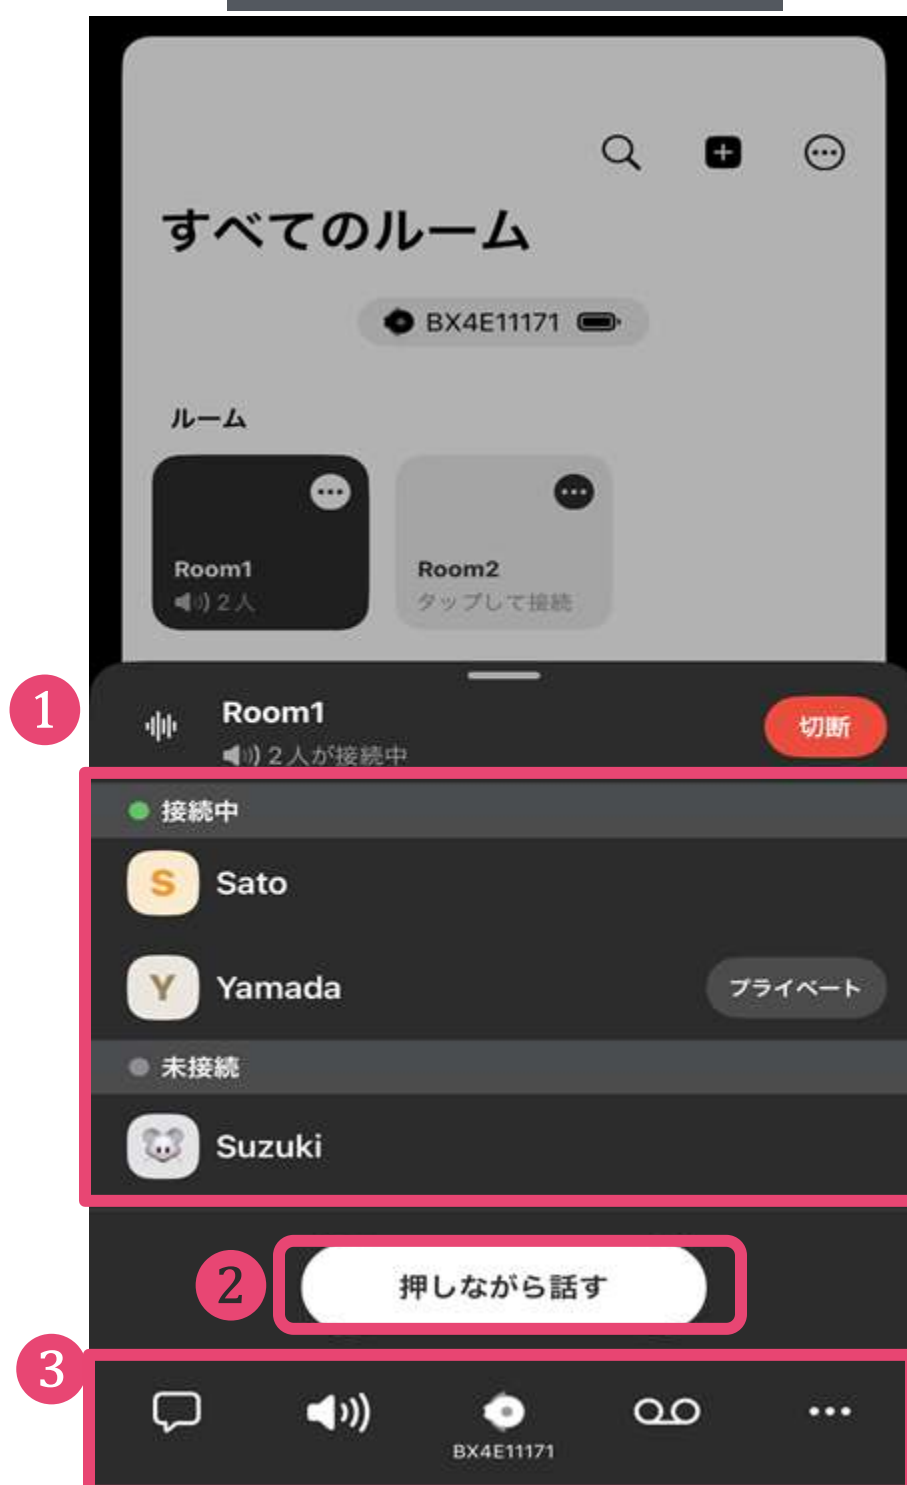 すべてのルーム
BX4E11171
ルーム
Room1
2人
Room2
タップして接続
1
Room1
2人が接続中
切断
接続中
S
Sato
Y
Yamada
プライベート
未接続
Suzuki
2
押しながら話す
3
BX4E11171